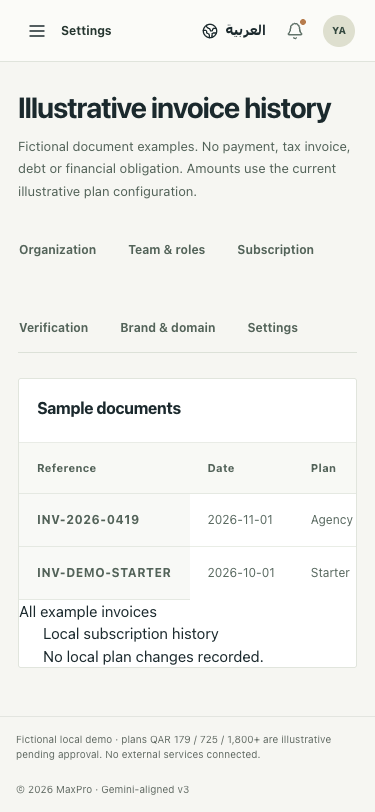 Settings
العربية
YA
Illustrative invoice history
Fictional document examples. No payment, tax invoice,
debt or financial obligation. Amounts use the current
illustrative plan configuration.
Organization Team & roles Subscription
Verification Brand & domain Settings
Sample documents
Reference Date Plan
INV-2026-0419 2026-11-01 Agency
INV-DEMO-STARTER 2026-10-01 Starter
All example invoices
Local subscription history
No local plan changes recorded.
Fictional local demo · plans QAR 179 / 725 / 1,800+ are illustrative
pending approval. No external services connected.
© 2026 MaxPro · Gemini-aligned v3